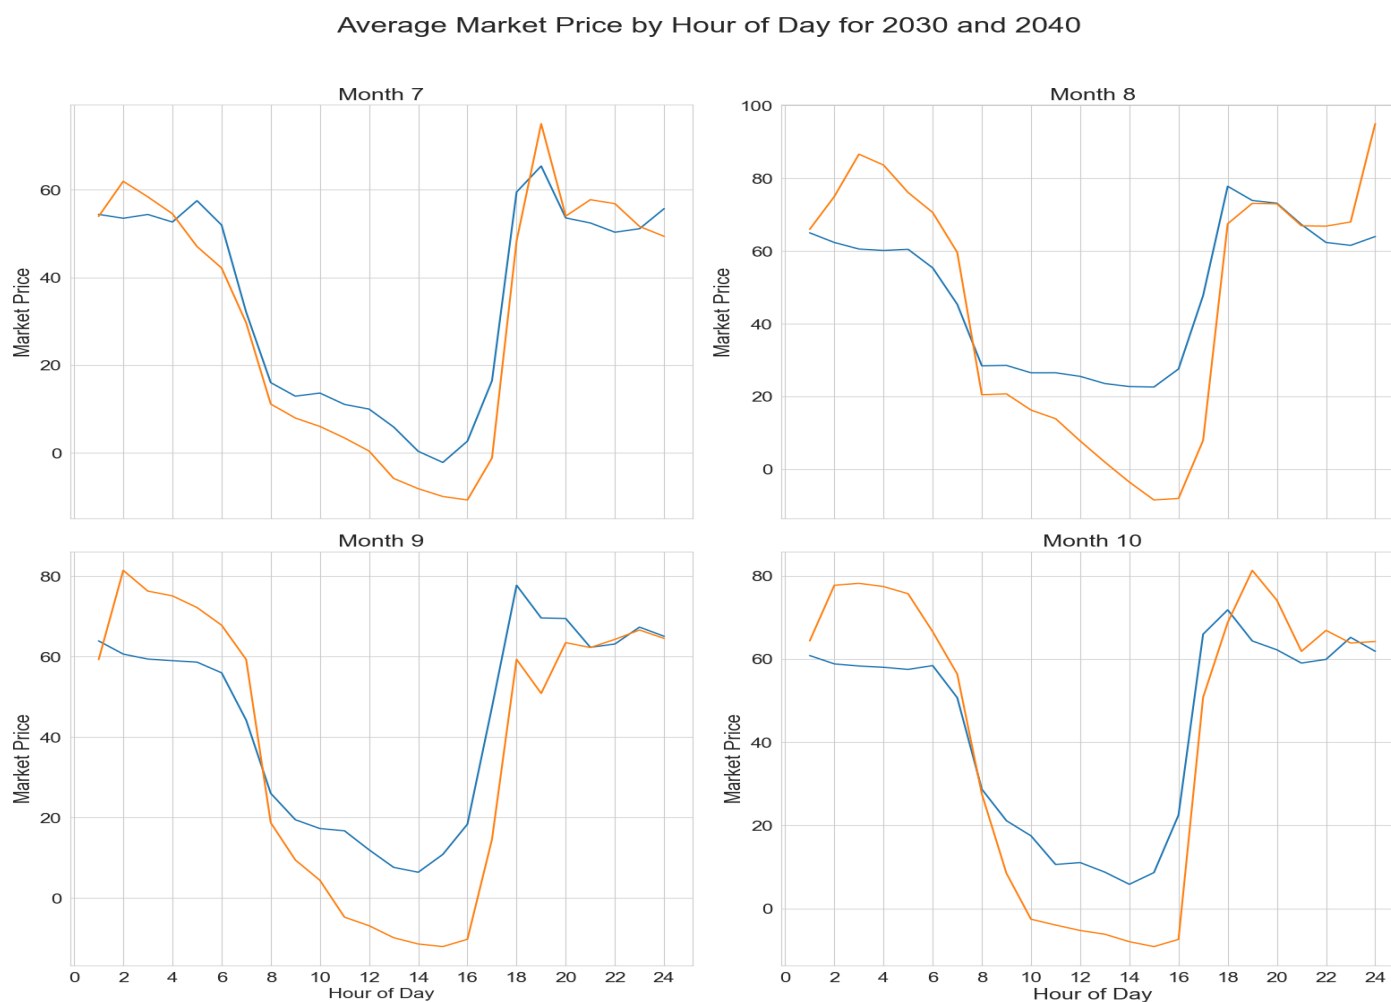 Average Market Price by Hour of Day for 2030 and 2040
Month 7
Market Price
60
40
20
0
Month 8
Market Price
100
80
60
40
20
0
Month 9
Market Price
80
60
40
20
0
0 2 4 6 8 10 12 14 16 18 20 22 24
Hour of Day
Month 10
Market Price
80
60
40
20
0
0 2 4 6 8 10 12 14 16 18 20 22 24
Hour of Day